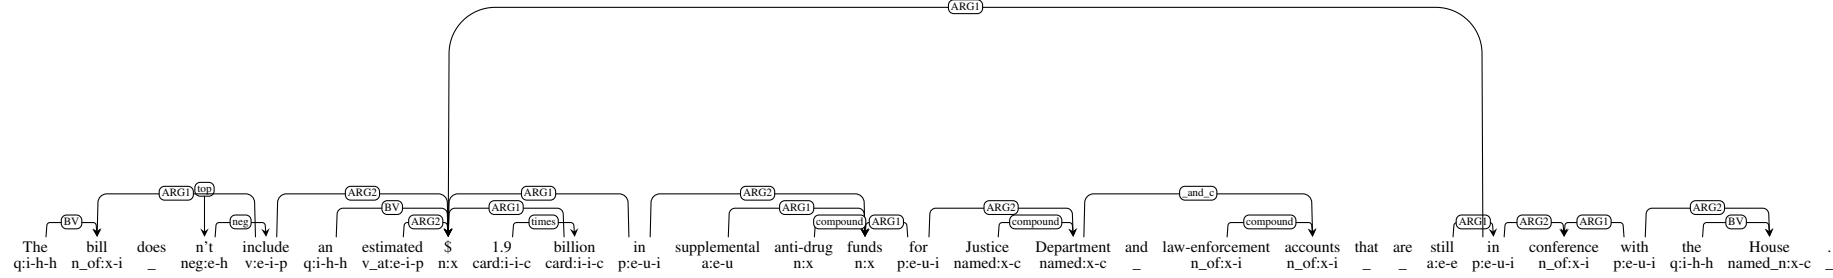 ARG1
ARG1 top ARG2 ARG1 ARG2 _and_c ARG2
BV ARG1 ARG1 ARG2
BV neg ARG2 times compound ARG1 compound compound ARG1 ARG2 ARG1 BV
The bill does n't include an estimated $ 1.9 billion in supplemental anti-drug funds for Justice Department and law-enforcement accounts that are still in conference with the House .
q:i-h-h n_of:x-i _ neg:e-h v:e-i-p q:i-h-h v_at:e-i-p n:x card:i-i-c card:i-i-c p:e-u-i a:e-u n:x n:x p:e-u-i named:x-c named:x-c _ n_of:x-i n_of:x-i _ _ a:e-e p:e-u-i n_of:x-i p:e-u-i q:i-h-h named_n:x-c _